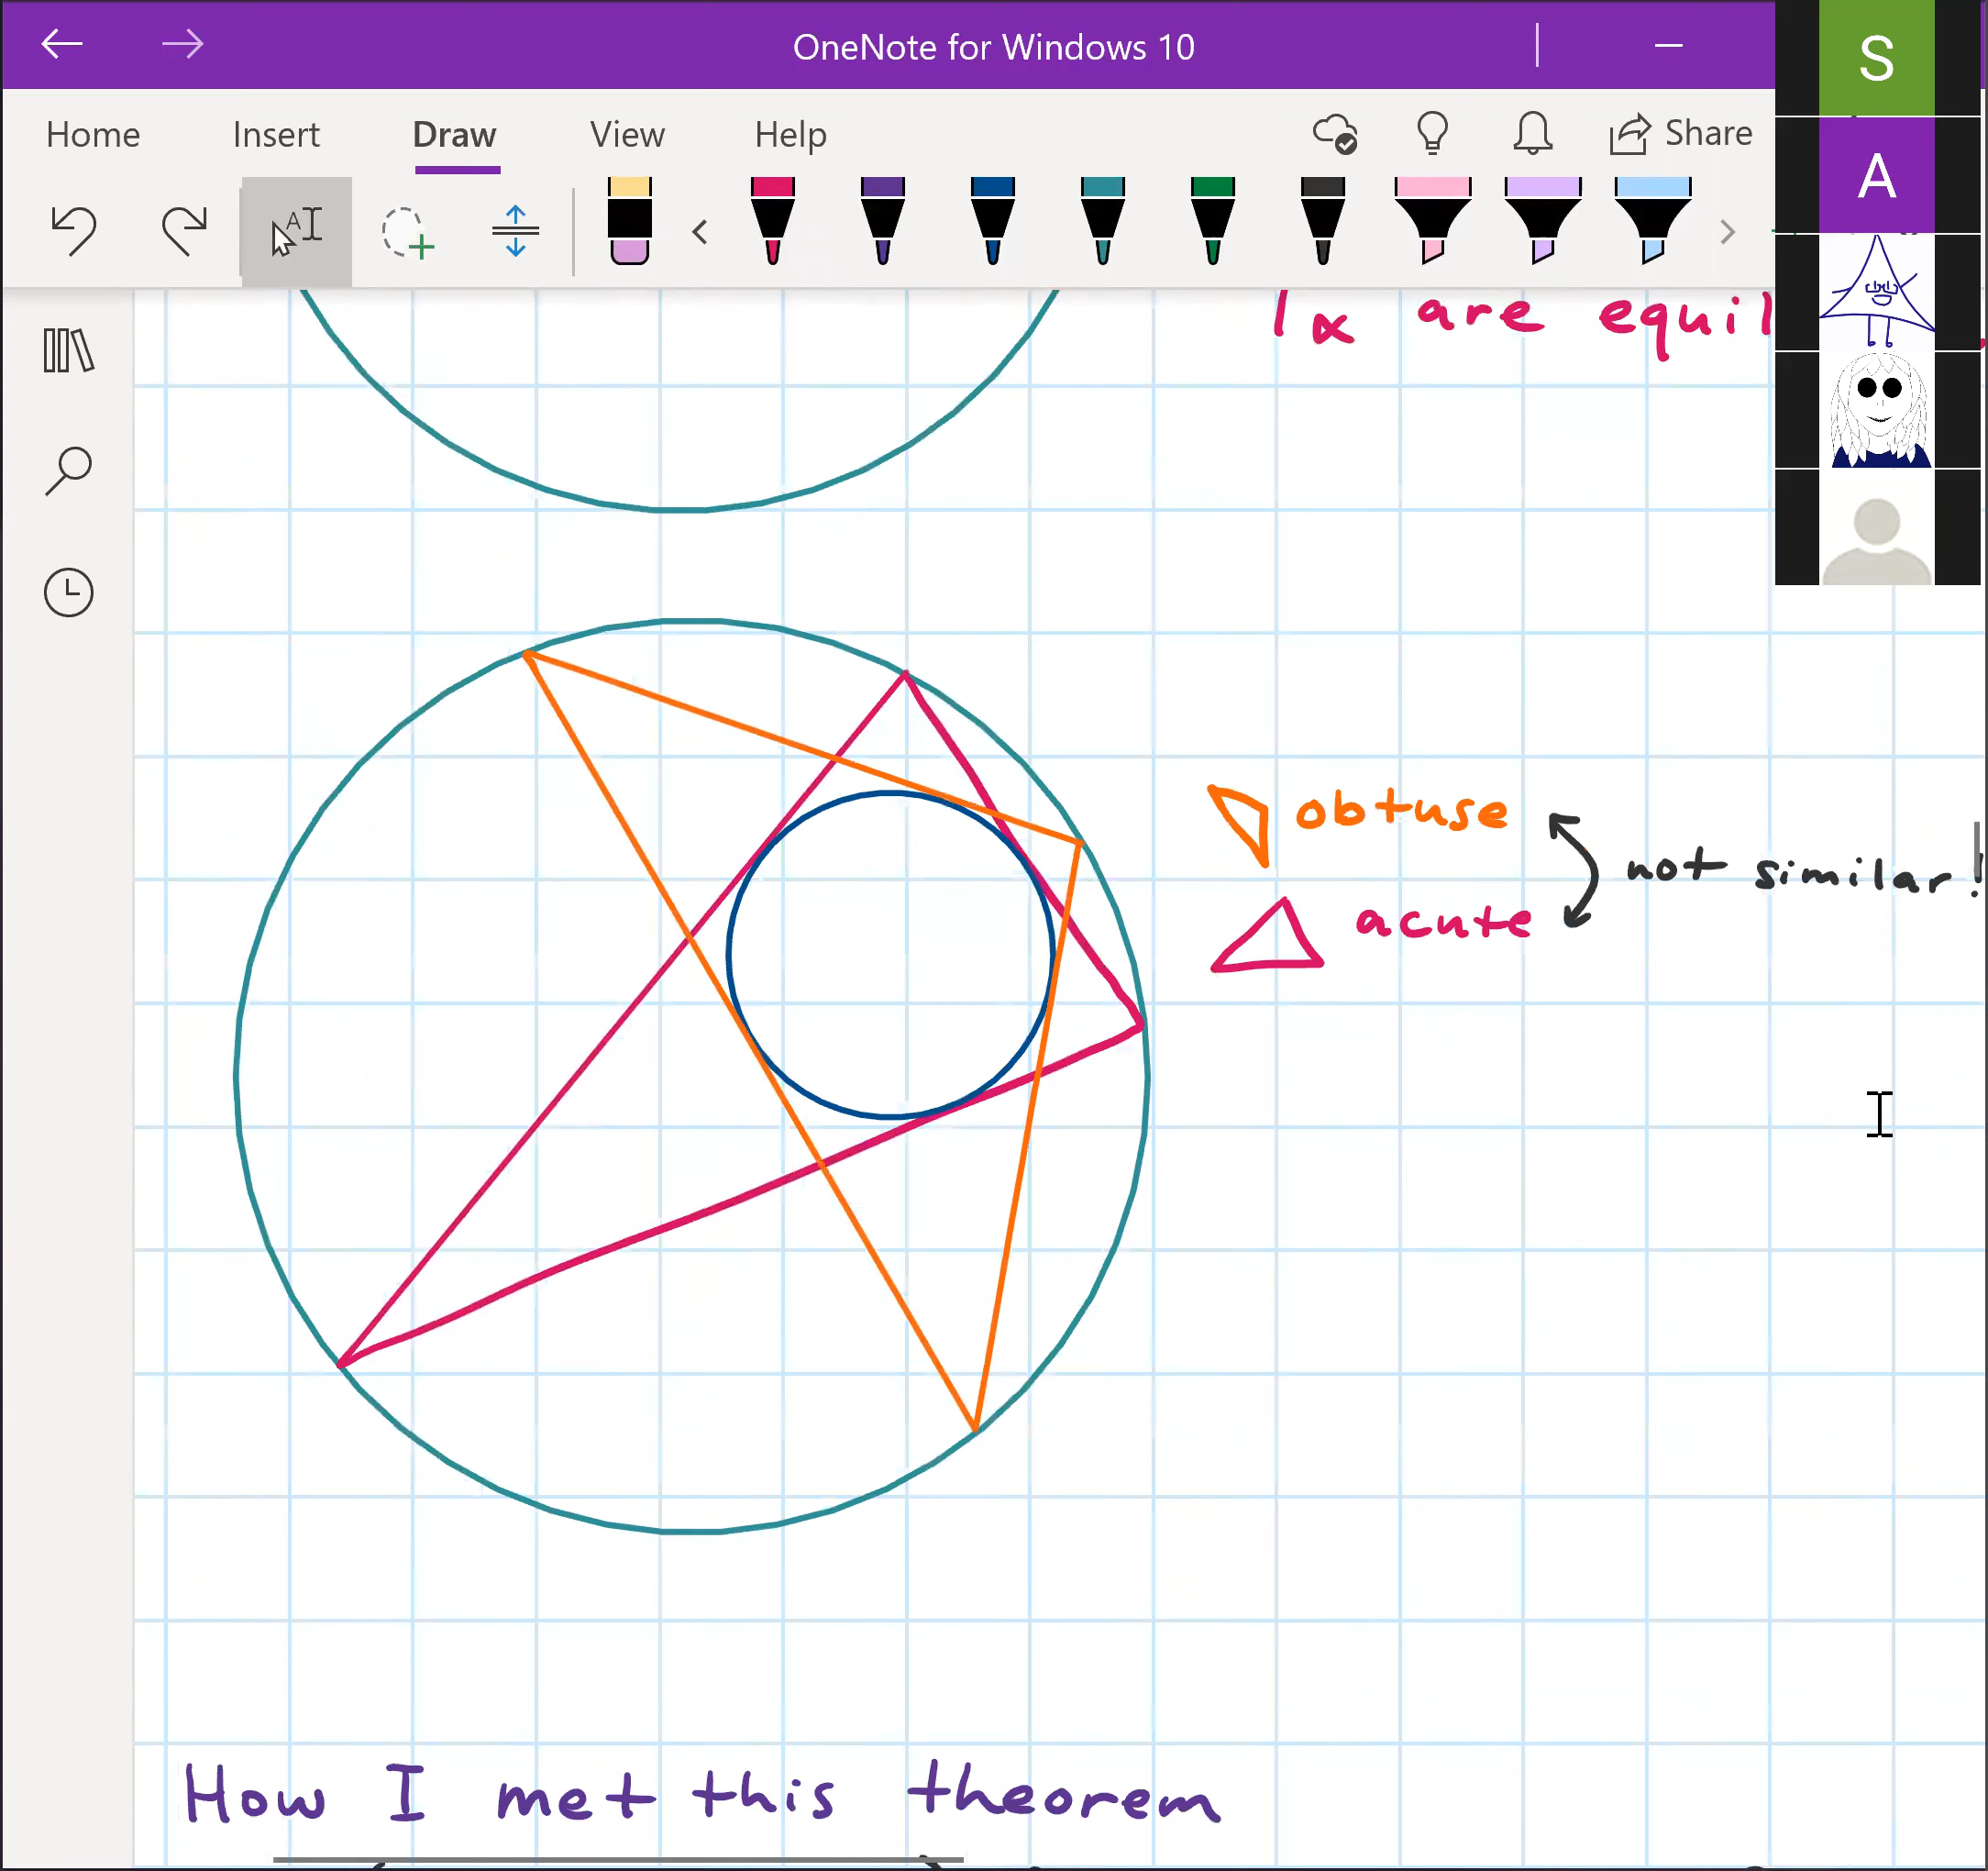 OneNote for Windows 10
S
Home Insert Draw View Help Share
A
are equil
obtuse
not similar!
acute
How I met this theorem